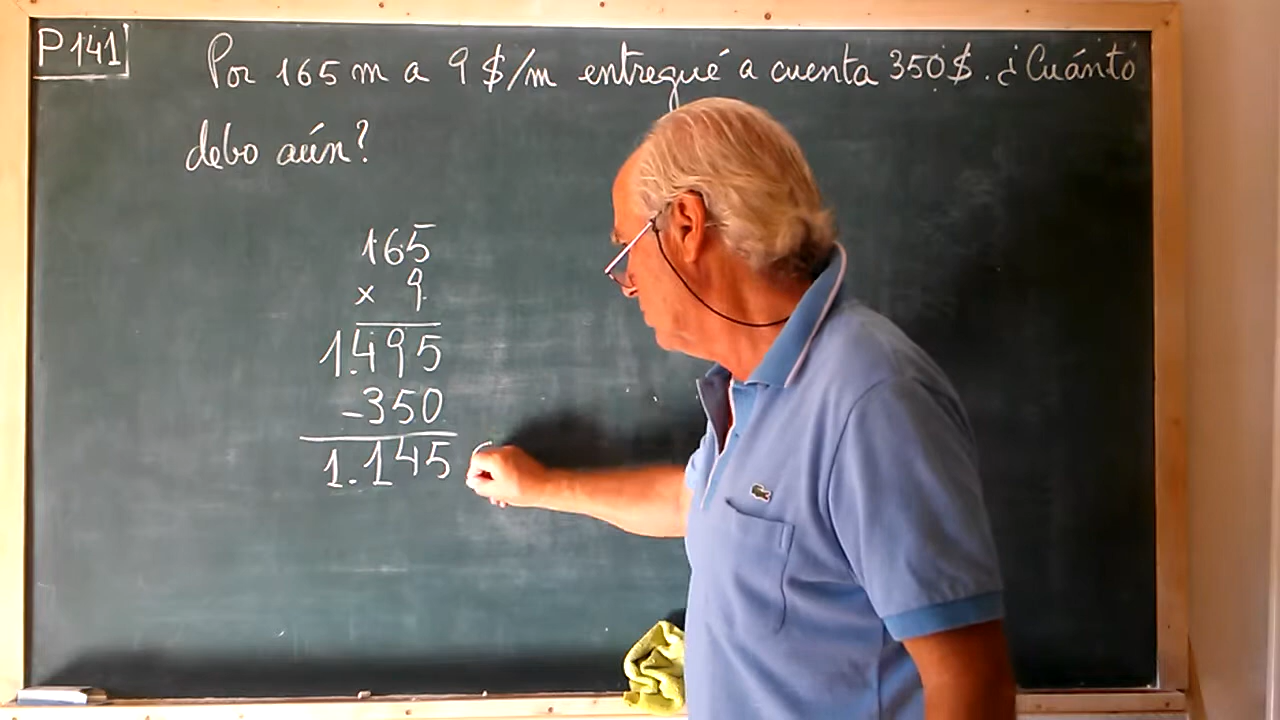 P141
Por 165 m a 9 $/m entregué a cuenta 350$. ¿Cuánto
debo aún?
165
x 9
1.495
-350
1.145